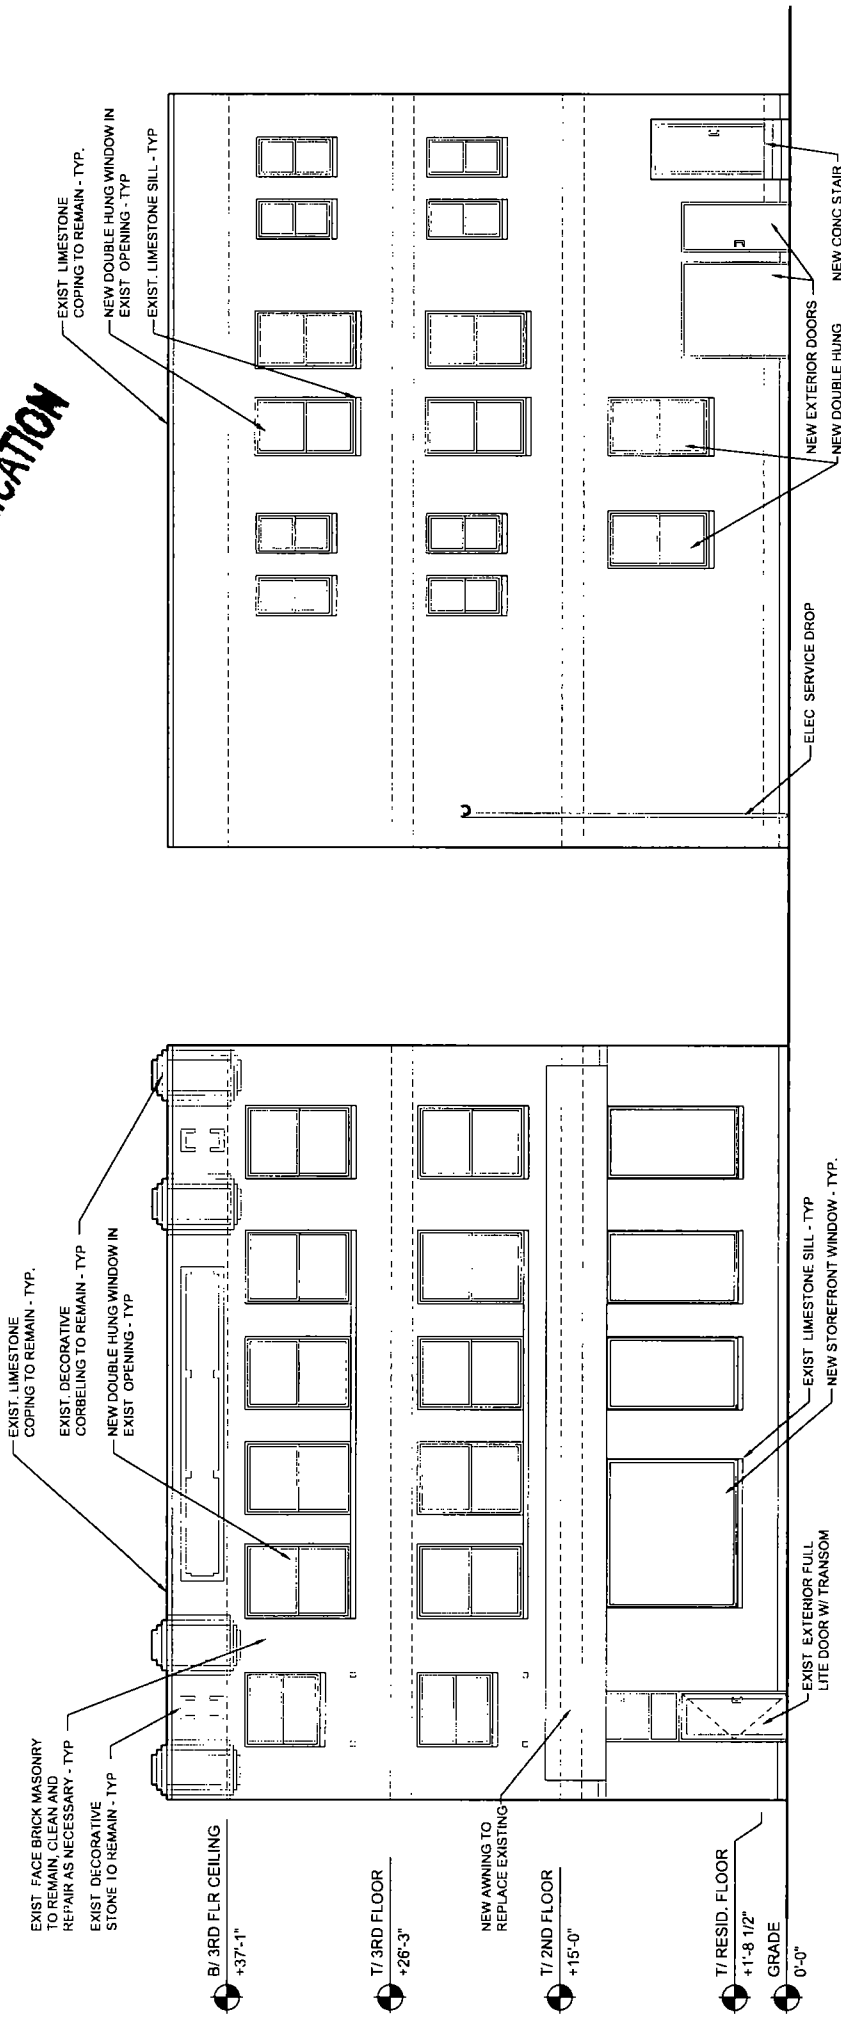 EXIST. LIMESTONE
COPING TO REMAIN - TYP.
EXIST. DECORATIVE
CORBELING TO REMAIN - TYP
NEW DOUBLE HUNG WINDOW IN
EXIST OPENING - TYP
EXIST FACE BRICK MASONRY
TO REMAIN, CLEAN AND
REPAIR AS NECESSARY - TYP
EXIST DECORATIVE
STONE TO REMAIN - TYP
B/ 3RD FLR CEILING
+37'-1"
T/ 3RD FLOOR
+26'-3"
NEW AWNING TO
REPLACE EXISTING
T/ 2ND FLOOR
+15'-0"
T/ RESID. FLOOR
+1'-8 1/2"
GRADE
0'-0"
EXIST EXTERIOR FULL
LITE DOOR W/ TRANSOM
EXIST LIMESTONE SILL - TYP
NEW STOREFRONT WINDOW - TYP.
EXIST LIMESTONE
COPING TO REMAIN - TYP.
NEW DOUBLE HUNG WINDOW IN
EXIST OPENING - TYP
EXIST. LIMESTONE SILL - TYP
ELEC SERVICE DROP
NEW EXTERIOR DOORS
NEW DOUBLE HUNG
NEW CONC STAIR